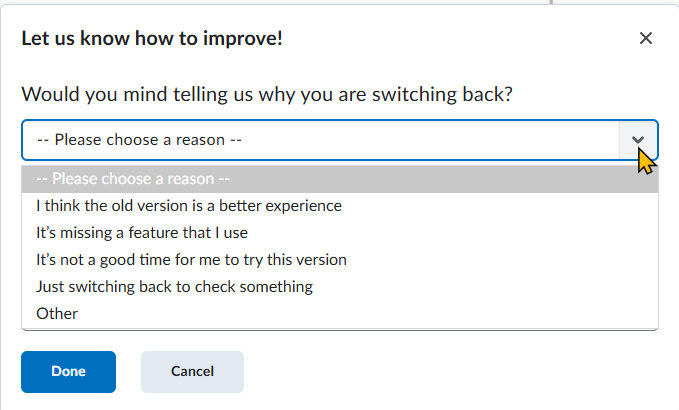 Let us know how to improve!
Would you mind telling us why you are switching back?
-- Please choose a reason --
-- Please choose a reason --
I think the old version is a better experience
It’s missing a feature that I use
It’s not a good time for me to try this version
Just switching back to check something
Other
Done
Cancel